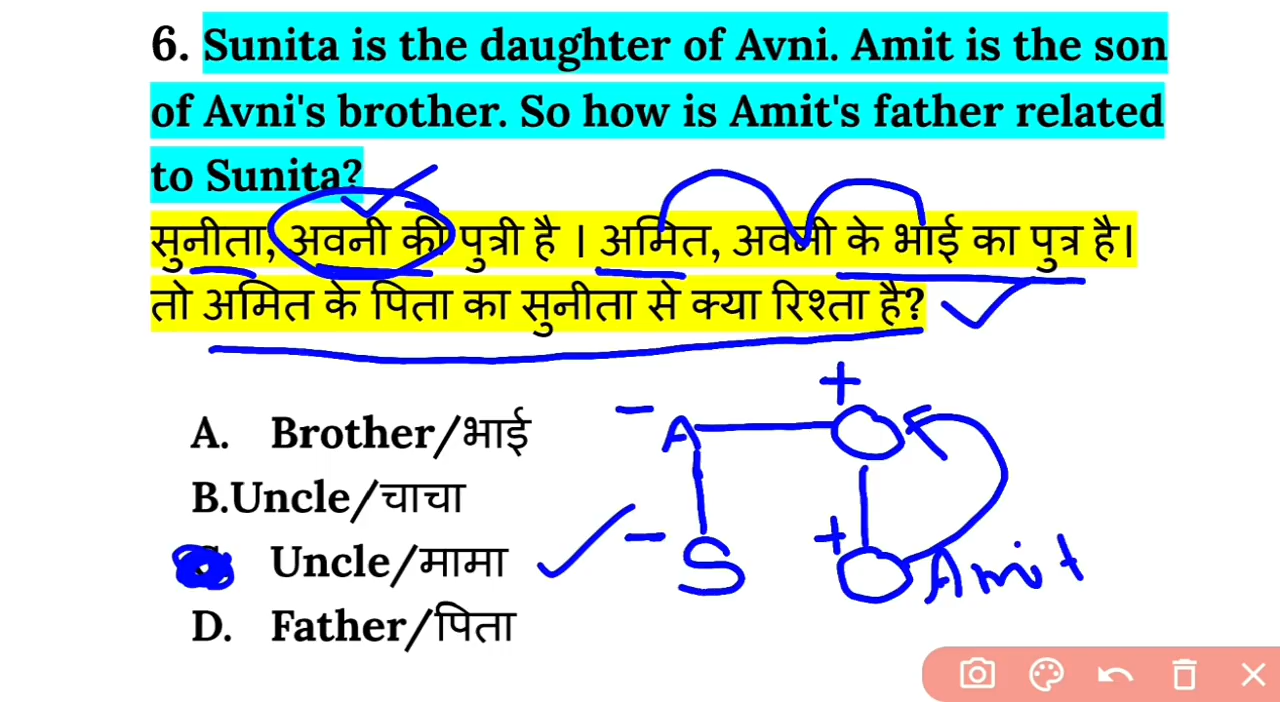 6. Sunita is the daughter of Avni. Amit is the son
of Avni's brother. So how is Amit's father related
to Sunita?
सुनीता, अवनी की पुत्री है । अमित, अवनी के भाई का पुत्र है।
तो अमित के पिता का सुनीता से क्या रिश्ता है?
A. Brother/भाई
B.Uncle/चाचा
C Uncle/मामा
D. Father/पिता
- A +
- S + Amit